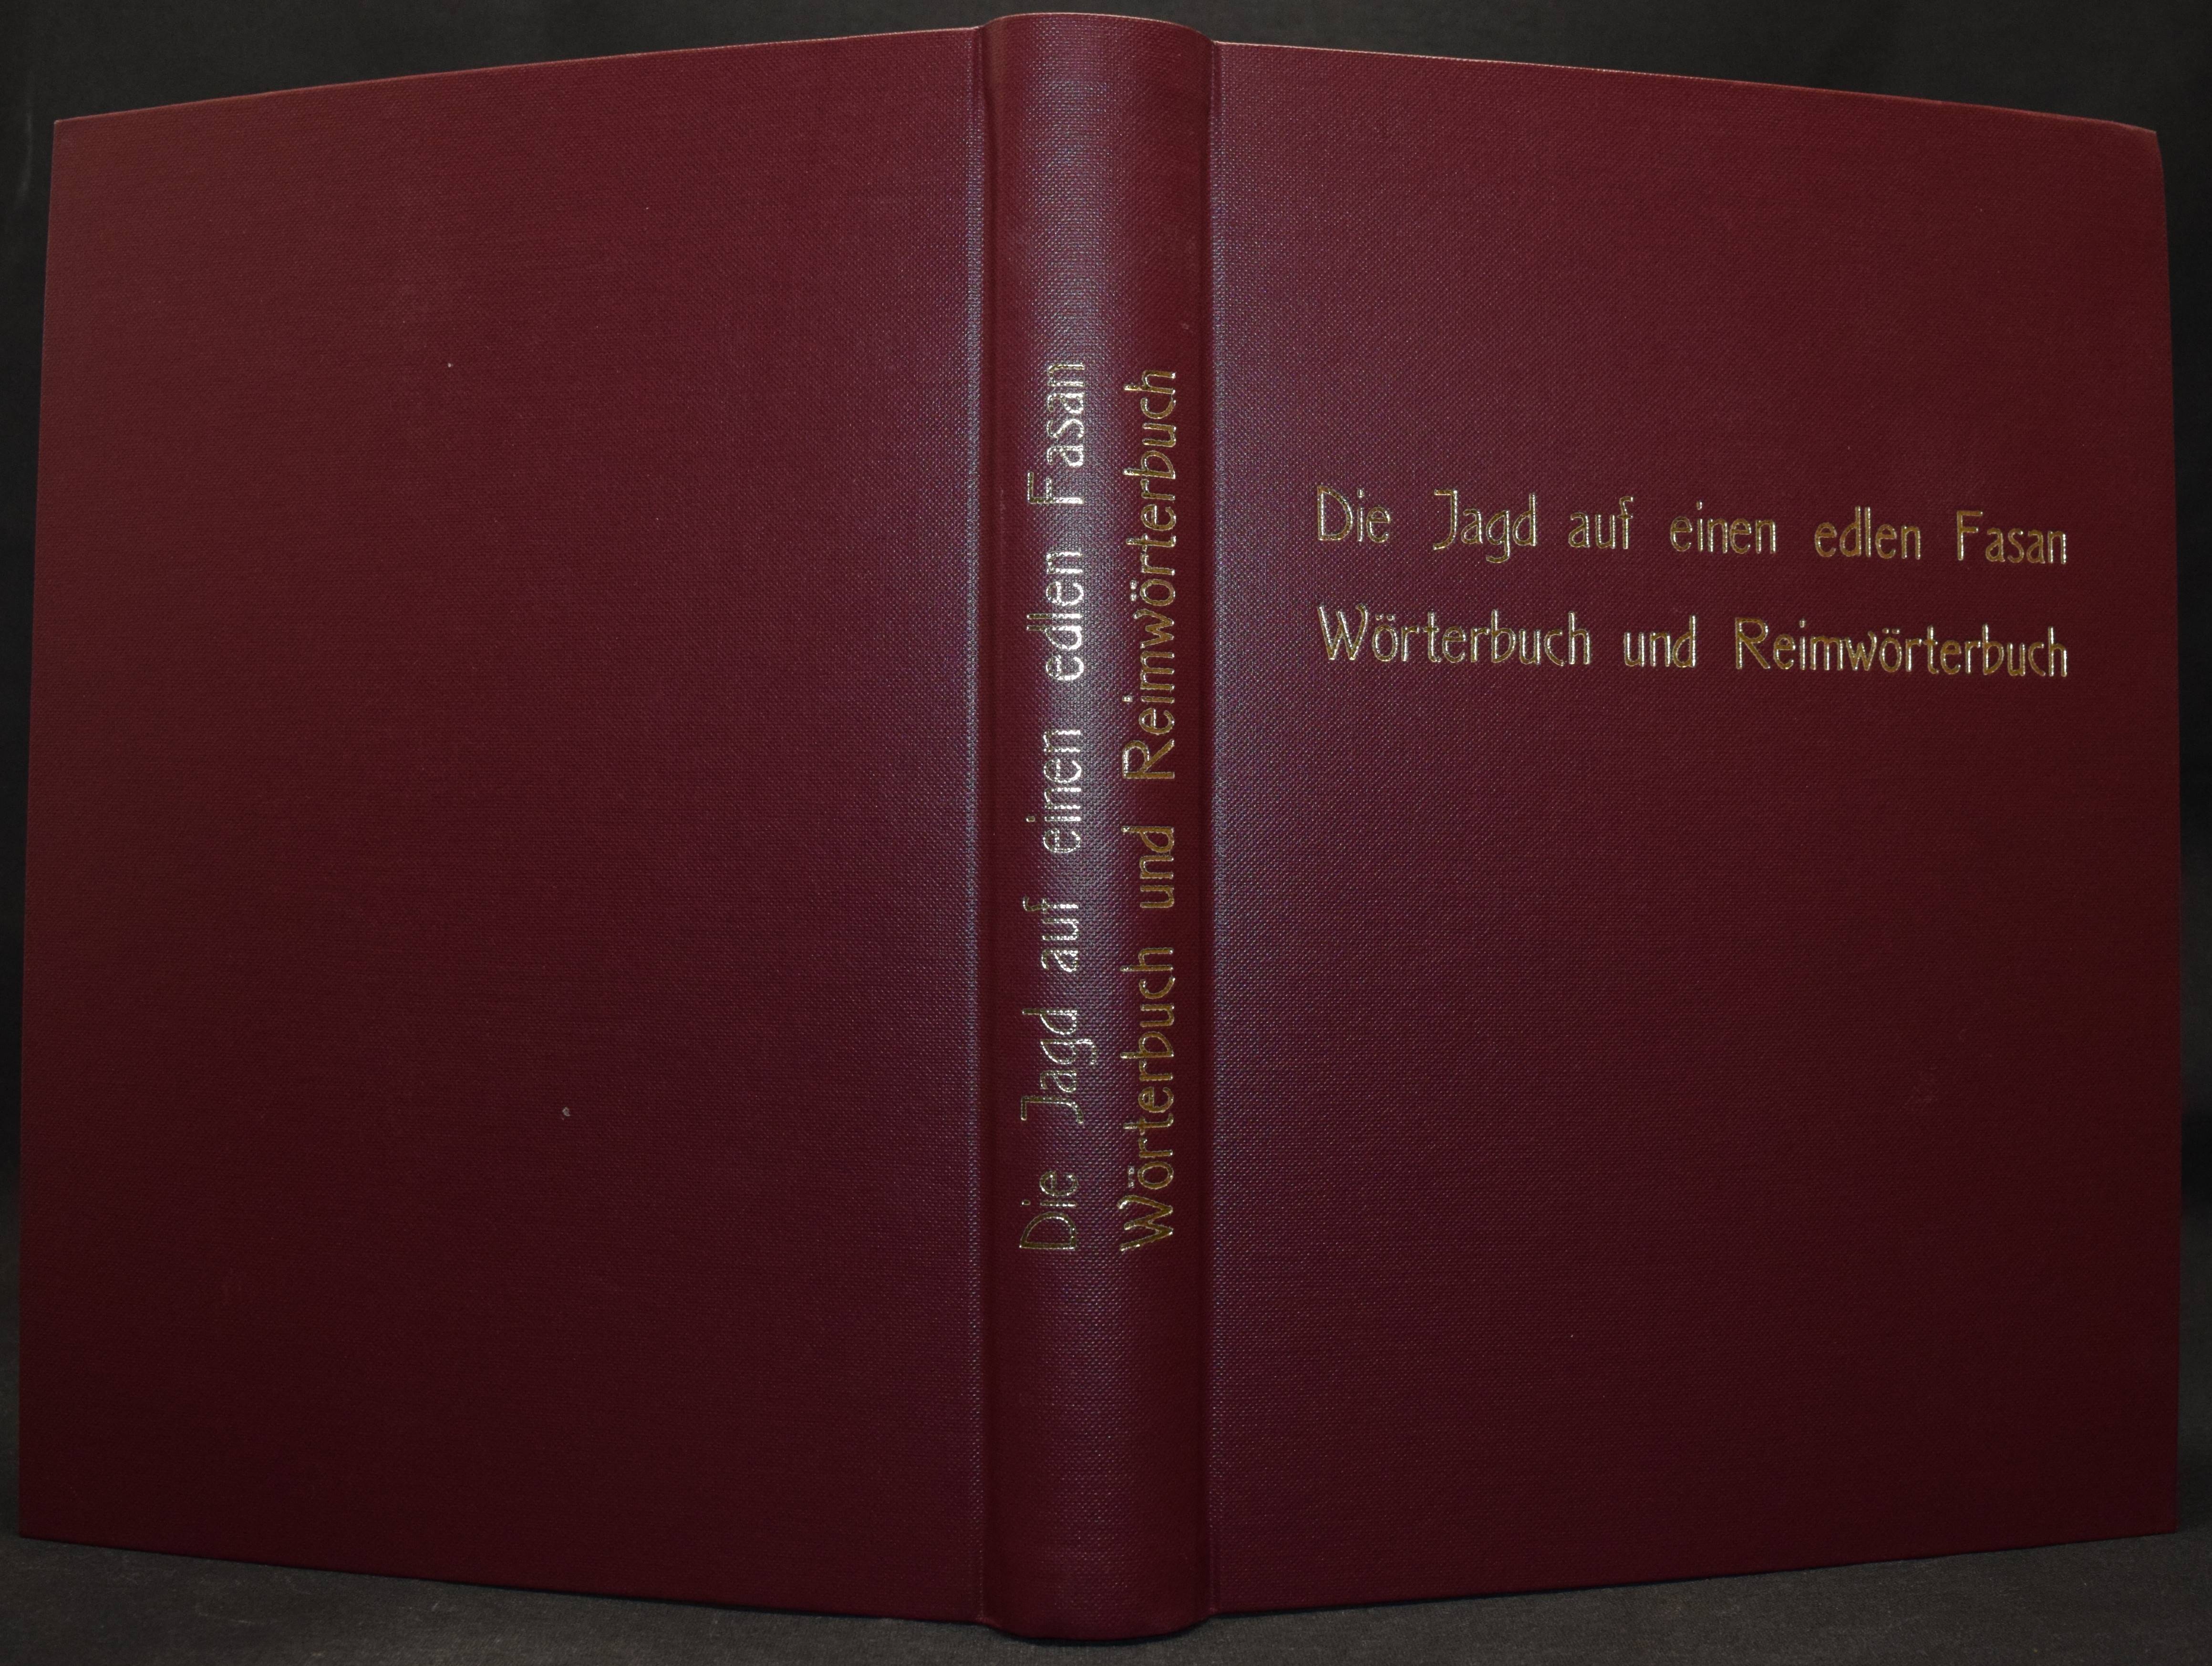 Die Jagd auf einen edlen Fasan
Wörterbuch und Reimwörterbuch
Die Jagd auf einen edlen Fasan
Wörterbuch und Reimwörterbuch